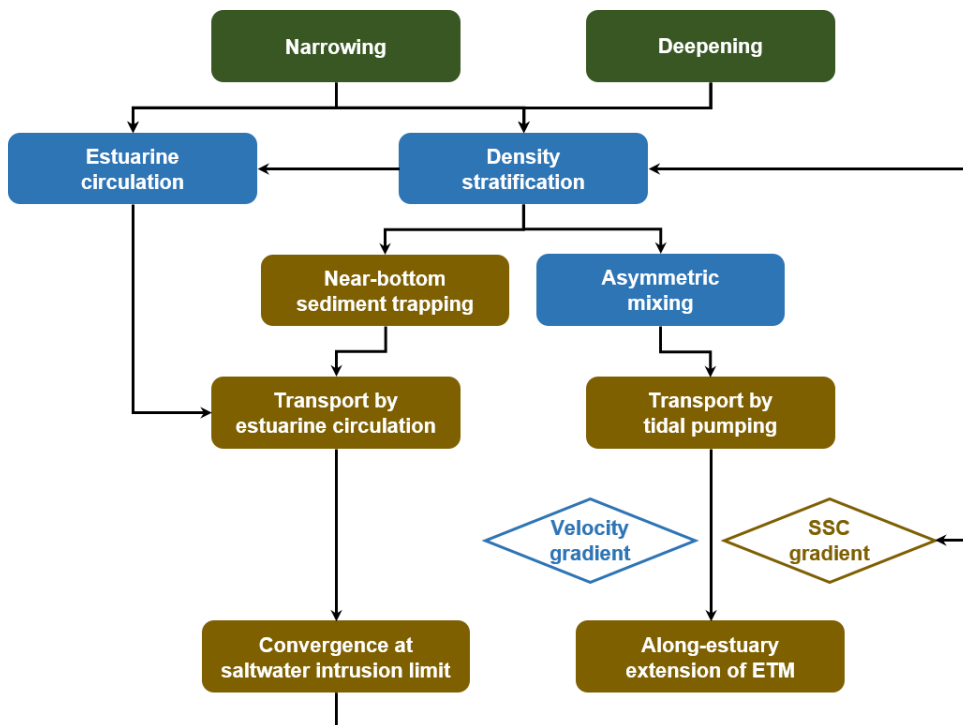 Narrowing
Deepening
Estuarine
circulation
Density
stratification
Near-bottom
sediment trapping
Asymmetric
mixing
Transport by
estuarine circulation
Transport by
tidal pumping
Velocity
gradient
SSC
gradient
Convergence at
saltwater intrusion limit
Along-estuary
extension of ETM